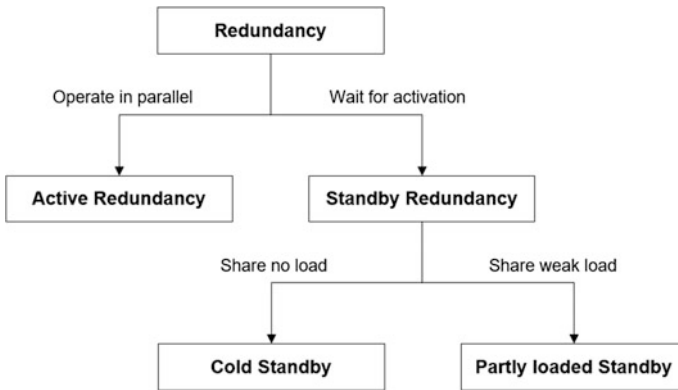 Redundancy
Operate in parallel
Wait for activation
Active Redundancy
Standby Redundancy
Share no load
Share weak load
Cold Standby
Partly loaded Standby